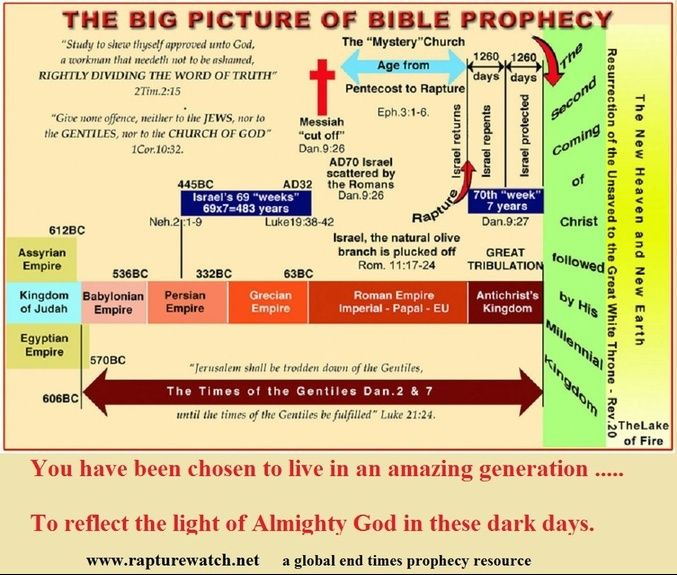 THE BIG PICTURE OF BIBLE PROPHECY
"Study to shew thyself approved unto God,
a workman that needeth not to be ashamed,
RIGHTLY DIVIDING THE WORD OF TRUTH"
2Tim.2:15
"Give none offence, neither to the JEWS, nor to
the GENTILES, nor to the CHURCH OF GOD"
1Cor.10:32.
Messiah
"cut off"
Dan.9:26
The "Mystery"Church
Age from
Pentecost to Rapture
Eph.3:1-6.
AD70 Israel
scattered by
the Romans
Dan.9:26
1260
days
1260
days
Israel returns
Israel repents
Israel protected
Rapture
445BC
AD32
Israel's 69 "weeks"
69x7=483 years
Neh.2:1-9
Luke19:38-42
70th "week"
7 years
Dan.9:27
Israel, the natural olive
branch is plucked off
Rom. 11:17-24
GREAT
TRIBULATION
612BC
Assyrian
Empire
536BC
332BC
63BC
Kingdom
of Judah
Babylonian
Empire
Persian
Empire
Grecian
Empire
Roman Empire
Imperial - Papal - EU
Antichrist's
Kingdom
Egyptian
Empire
570BC
606BC
"Jerusalem shall be trodden down of the Gentiles,
The Times of the Gentiles Dan.2 & 7
until the times of the Gentiles be fulfilled" Luke 21:24.
The
Second
Coming
of
Christ
followed
by His
Millennial
Kingdom
Resurrection of the Unsaved to the Great White Throne - Rev.20
The New Heaven and New Earth
TheLake
of Fire
You have been chosen to live in an amazing generation .....
To reflect the light of Almighty God in these dark days.
www.rapturewatch.net a global end times prophecy resource